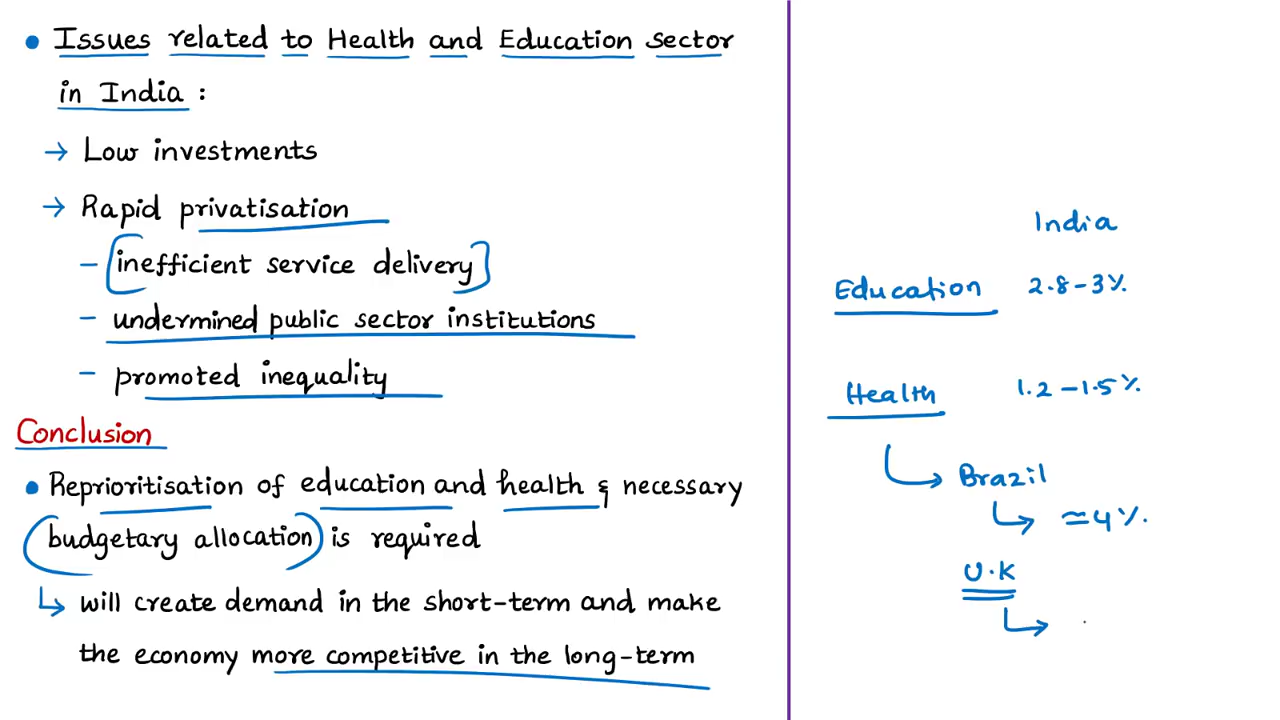 • Issues related to Health and Education sector
in India :
→ Low investments
→ Rapid privatisation
- inefficient service delivery
- undermined public sector institutions
- promoted inequality
Conclusion
• Reprioritisation of education and health & necessary
budgetary allocation is required
↳ will create demand in the short-term and make
the economy more competitive in the long-term
India
Education 2.8-3%.
Health 1.2-1.5%.
↳ Brazil
↳ ≃4%.
U.K
↳